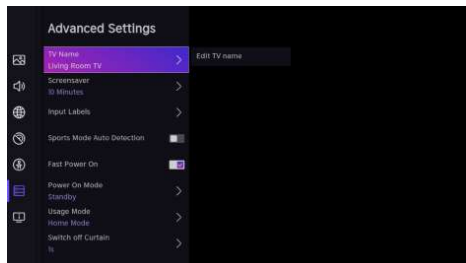 Advanced Settings
TV Name
Living Room TV
Edit TV name
Screensaver
10 Minutes
Input Labels
Sports Mode Auto Detection
Fast Power On
Power On Mode
Standby
Usage Mode
Home Mode
Switch off Curtain
1s